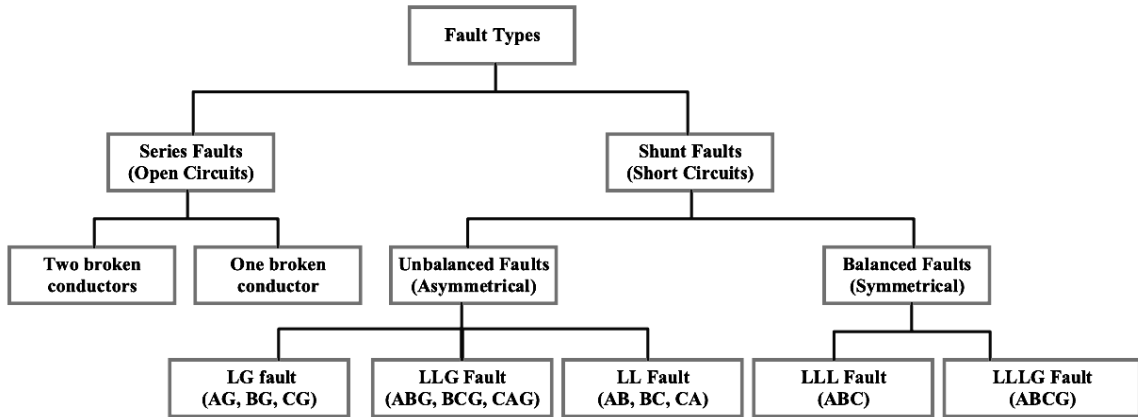 Fault Types
Series Faults
(Open Circuits)
Shunt Faults
(Short Circuits)
Two broken
conductors
One broken
conductor
Unbalanced Faults
(Asymmetrical)
Balanced Faults
(Symmetrical)
LG fault
(AG, BG, CG)
LLG Fault
(ABG, BCG, CAG)
LL Fault
(AB, BC, CA)
LLL Fault
(ABC)
LLLG Fault
(ABCG)